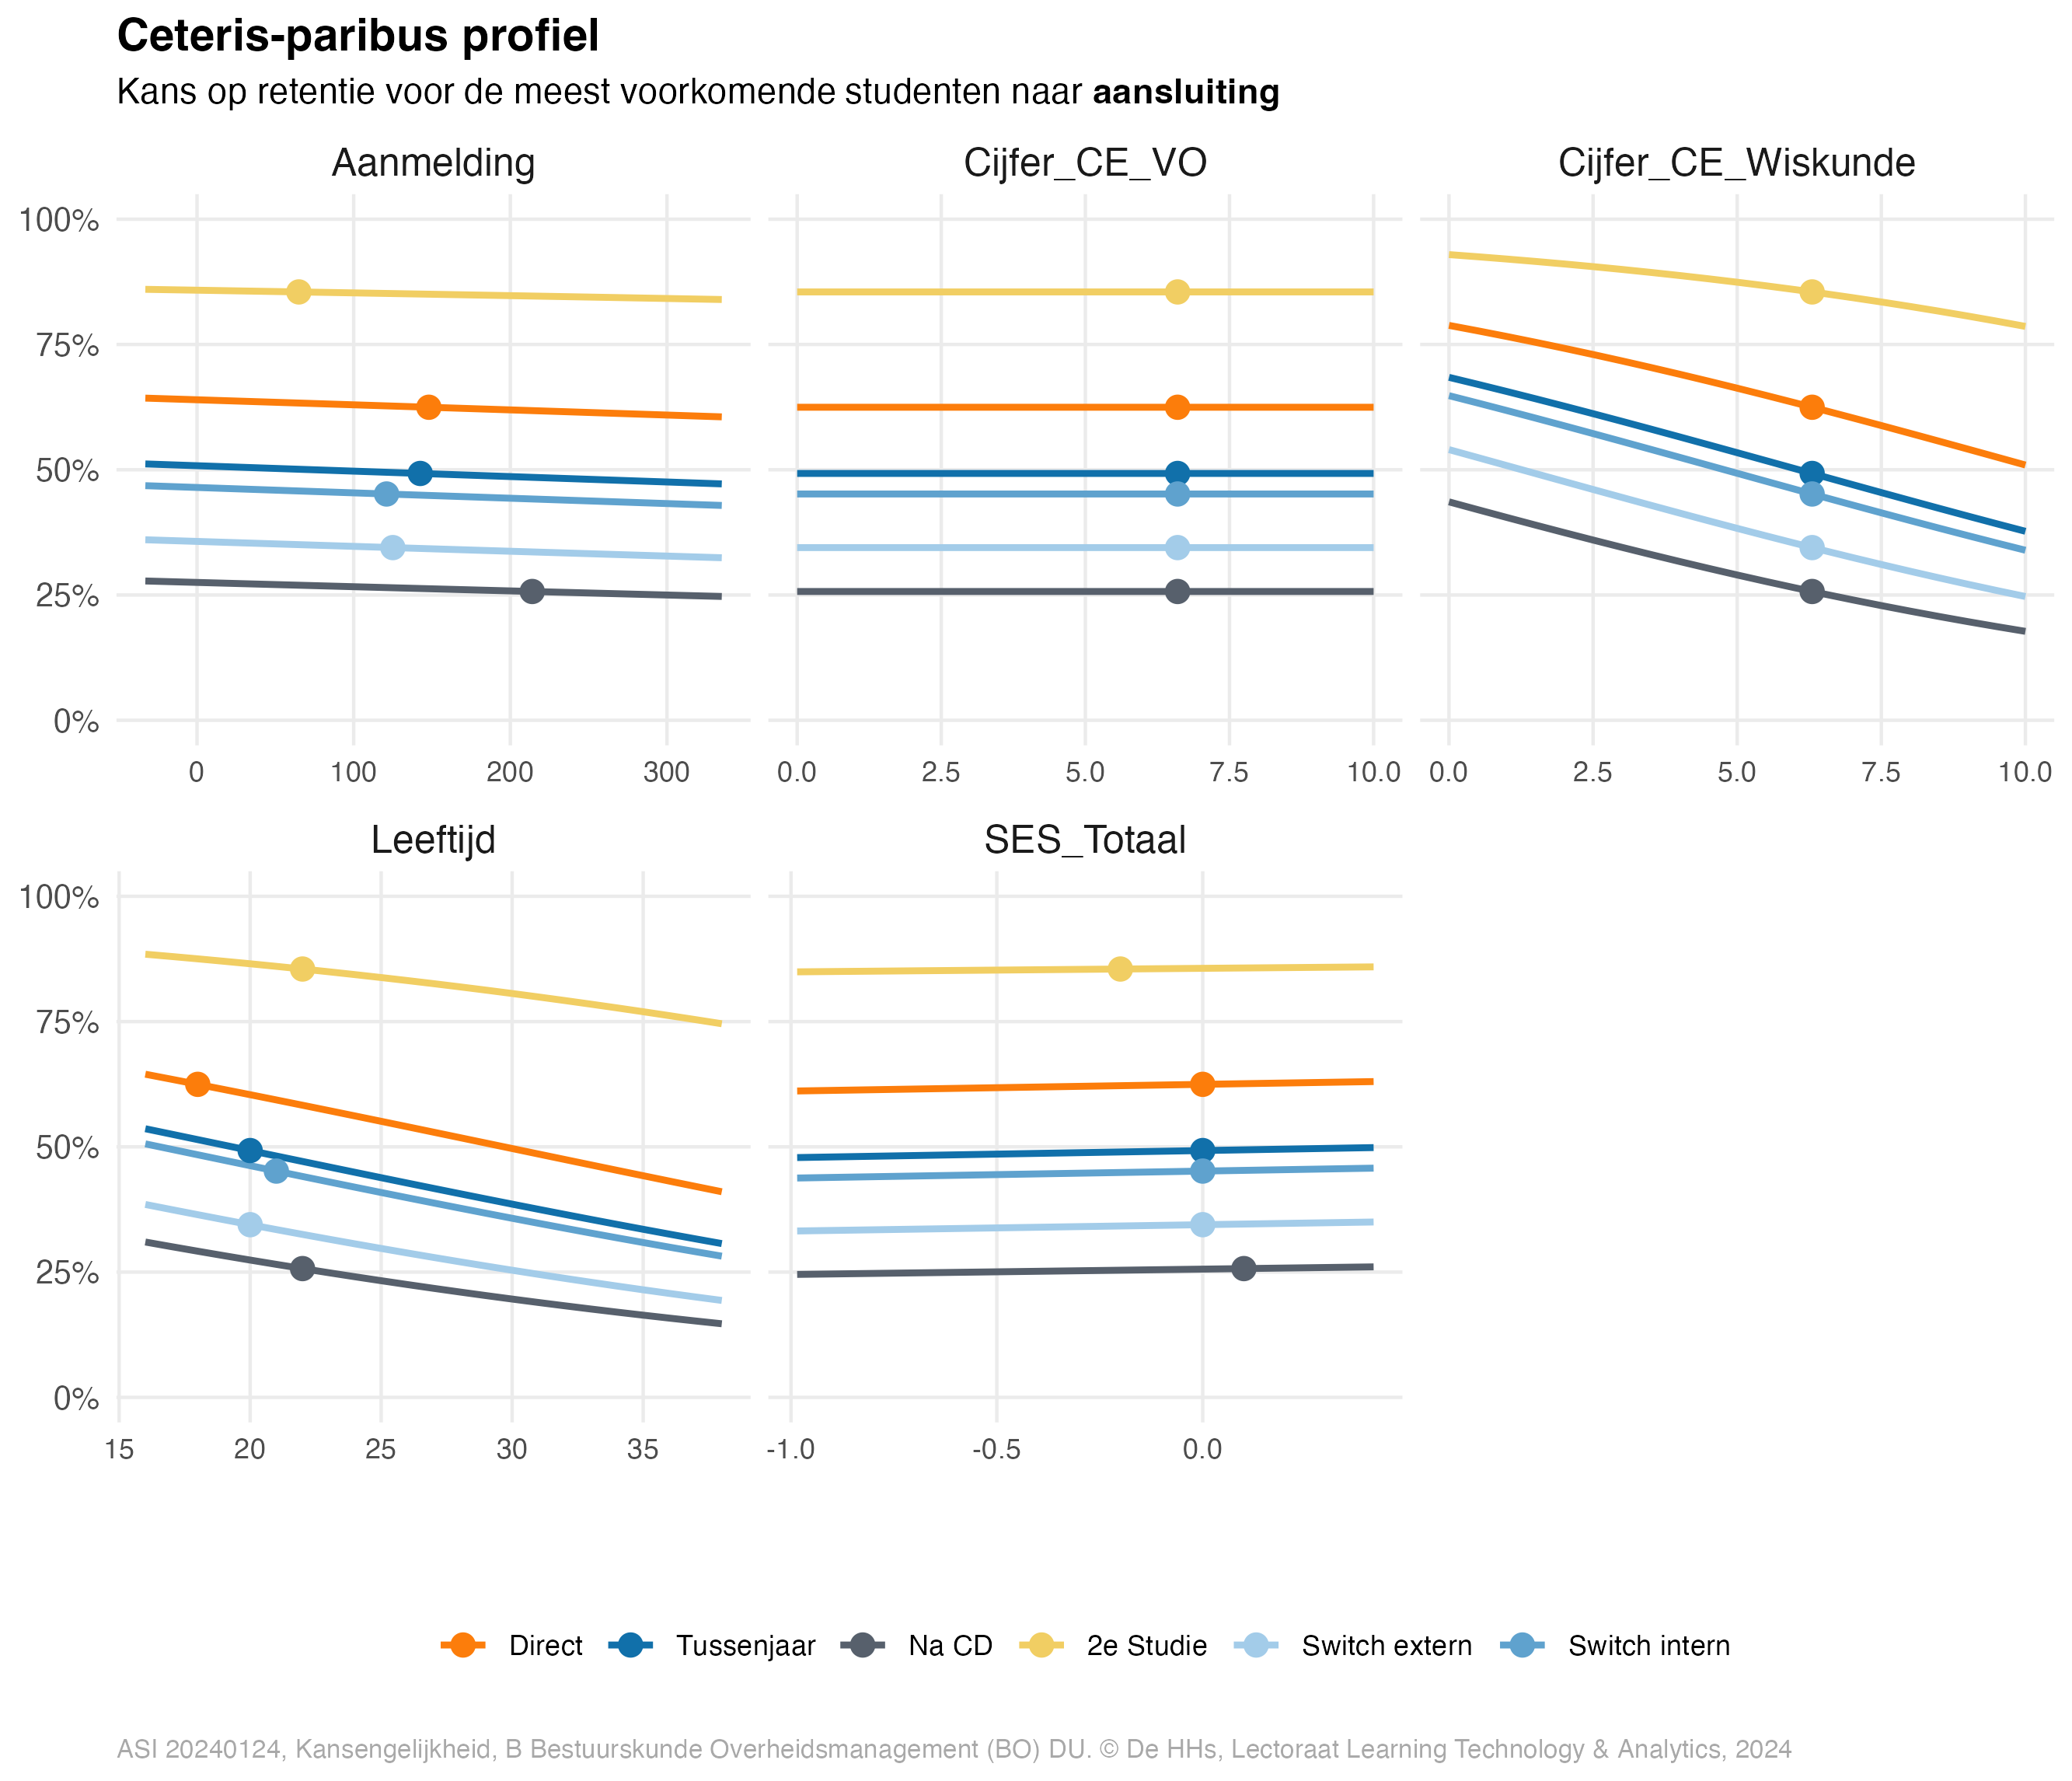 Ceteris-paribus profiel
Kans op retentie voor de meest voorkomende studenten naar aansluiting
Aanmelding Cijfer_CE_VO Cijfer_CE_Wiskunde
100%
75%
50%
25%
0%
0 100 200 300 0.0 2.5 5.0 7.5 10.0 0.0 2.5 5.0 7.5 10.0
Leeftijd SES_Totaal
100%
75%
50%
25%
0%
15 20 25 30 35 -1.0 -0.5 0.0
Direct Tussenjaar Na CD 2e Studie Switch extern Switch intern
ASI 20240124, Kansengelijkheid, B Bestuurskunde Overheidsmanagement (BO) DU. © De HHs, Lectoraat Learning Technology & Analytics, 2024